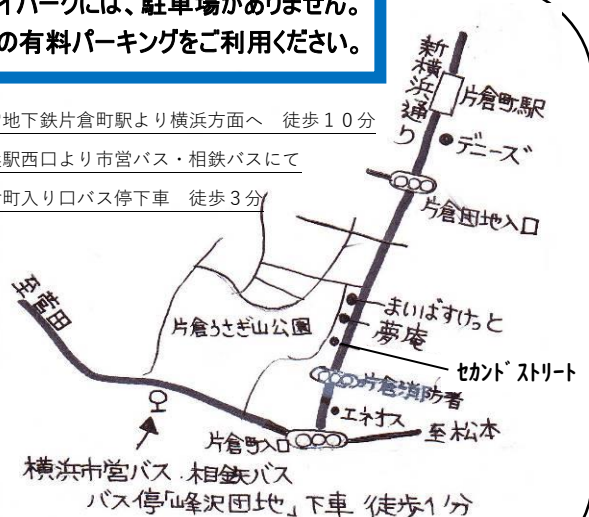 イパークには、駐車場がありません。
の有料パーキングをご利用ください。
地下鉄片倉町駅より横浜方面へ 徒歩10分
駅西口より市営バス・相鉄バスにて
町入り口バス停下車 徒歩3分
新横浜通り
片倉町駅
デニーズ
片倉団地入口
至菅田
片倉うさぎ山公園
まいばすけっと
夢庵
セカンドストリート
片倉消防署
エネオス
片倉町入口
至松本
横浜市営バス・相鉄バス
バス停「峰沢団地」下車(徒歩1分